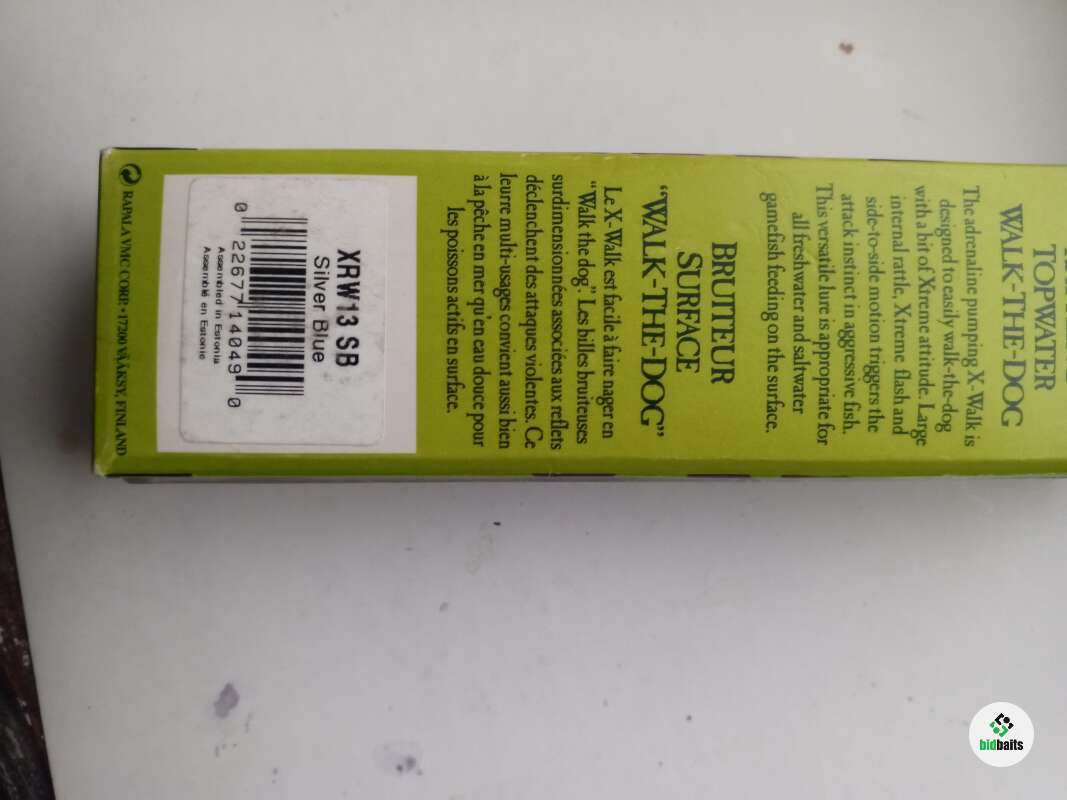 TOPWATER
WALK-THE-DOG
The adrenaline pumping X-Walk is
designed to easily walk-the-dog
with a bit of Xtreme attitude. Large
internal rattle, Xtreme flash and
side-to-side motion triggers the
attack instinct in aggressive fish.
This versatile lure is appropriate for
all freshwater and saltwater
gamefish feeding on the surface.
BRUITEUR
SURFACE
“WALK-THE-DOG”
Le X-Walk est facile à faire nager en
“Walk the dog.” Les billes bruiteuses
surdimensionnées associées aux reflets
déclenchent des attaques violentes. Ce
leurre multi-usages convient aussi bien
à la pêche en mer qu'en eau douce pour
les poissons actifs en surface.
XRW13 SB
Silver Blue
0 22677 14049 0
Assembled in Estonia
Assemblé en Estonie
RAPALA VMC CORP. • 17200 VÄÄKSY, FINLAND
bidbaits